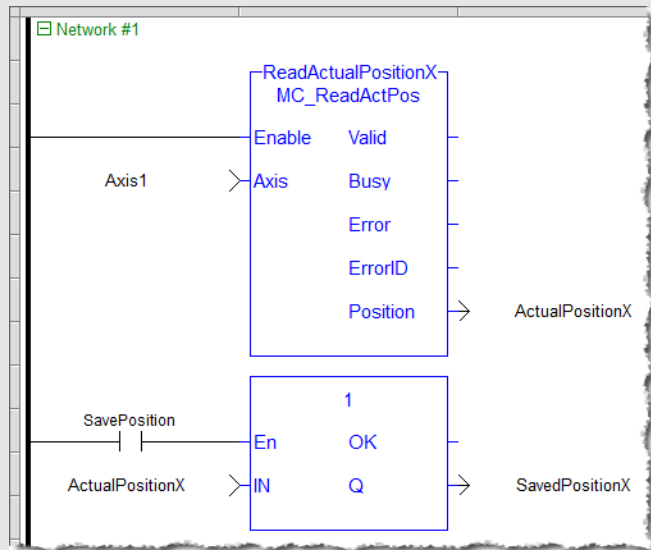 Network #1
ReadActualPositionX
MC_ReadActPos
Enable Valid
Axis1 Axis Busy
Error
ErrorID
Position ActualPositionX
1
SavePosition
En OK
ActualPositionX IN Q SavedPositionX